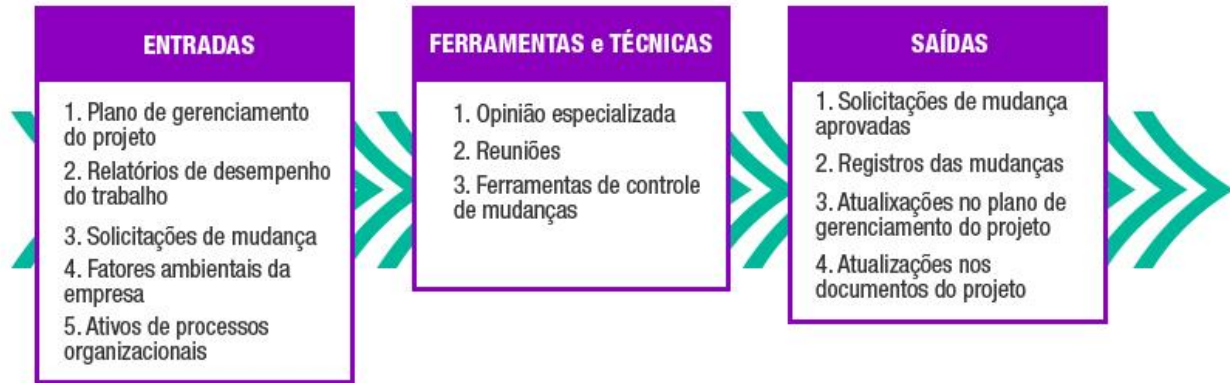 ENTRADAS
1. Plano de gerenciamento
do projeto
2. Relatórios de desempenho
do trabalho
3. Solicitações de mudança
4. Fatores ambientais da
empresa
5. Ativos de processos
organizacionais
FERRAMENTAS e TÉCNICAS
1. Opinião especializada
2. Reuniões
3. Ferramentas de controle
de mudanças
SAÍDAS
1. Solicitações de mudança
aprovadas
2. Registros das mudanças
3. Atualixações no plano de
gerenciamento do projeto
4. Atualizações nos
documentos do projeto